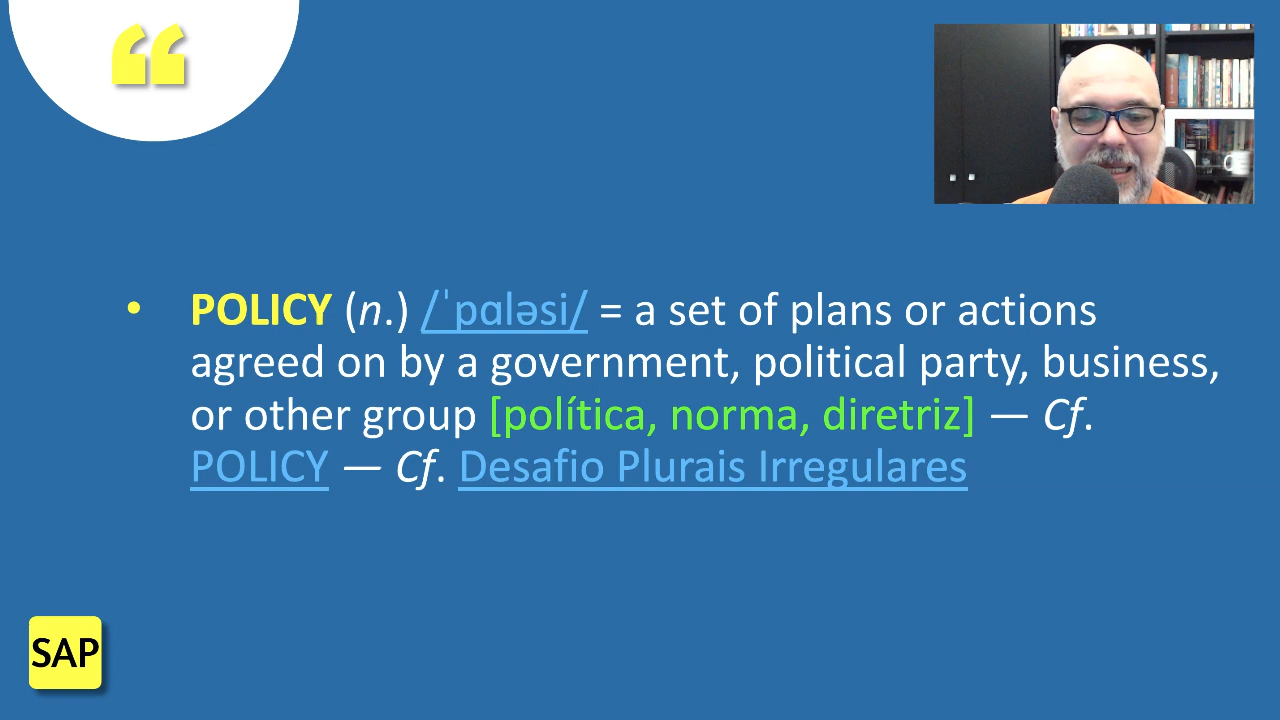 “
• POLICY (n.) /ˈpɑləsi/ = a set of plans or actions
agreed on by a government, political party, business,
or other group [política, norma, diretriz] — Cf.
POLICY — Cf. Desafio Plurais Irregulares
SAP